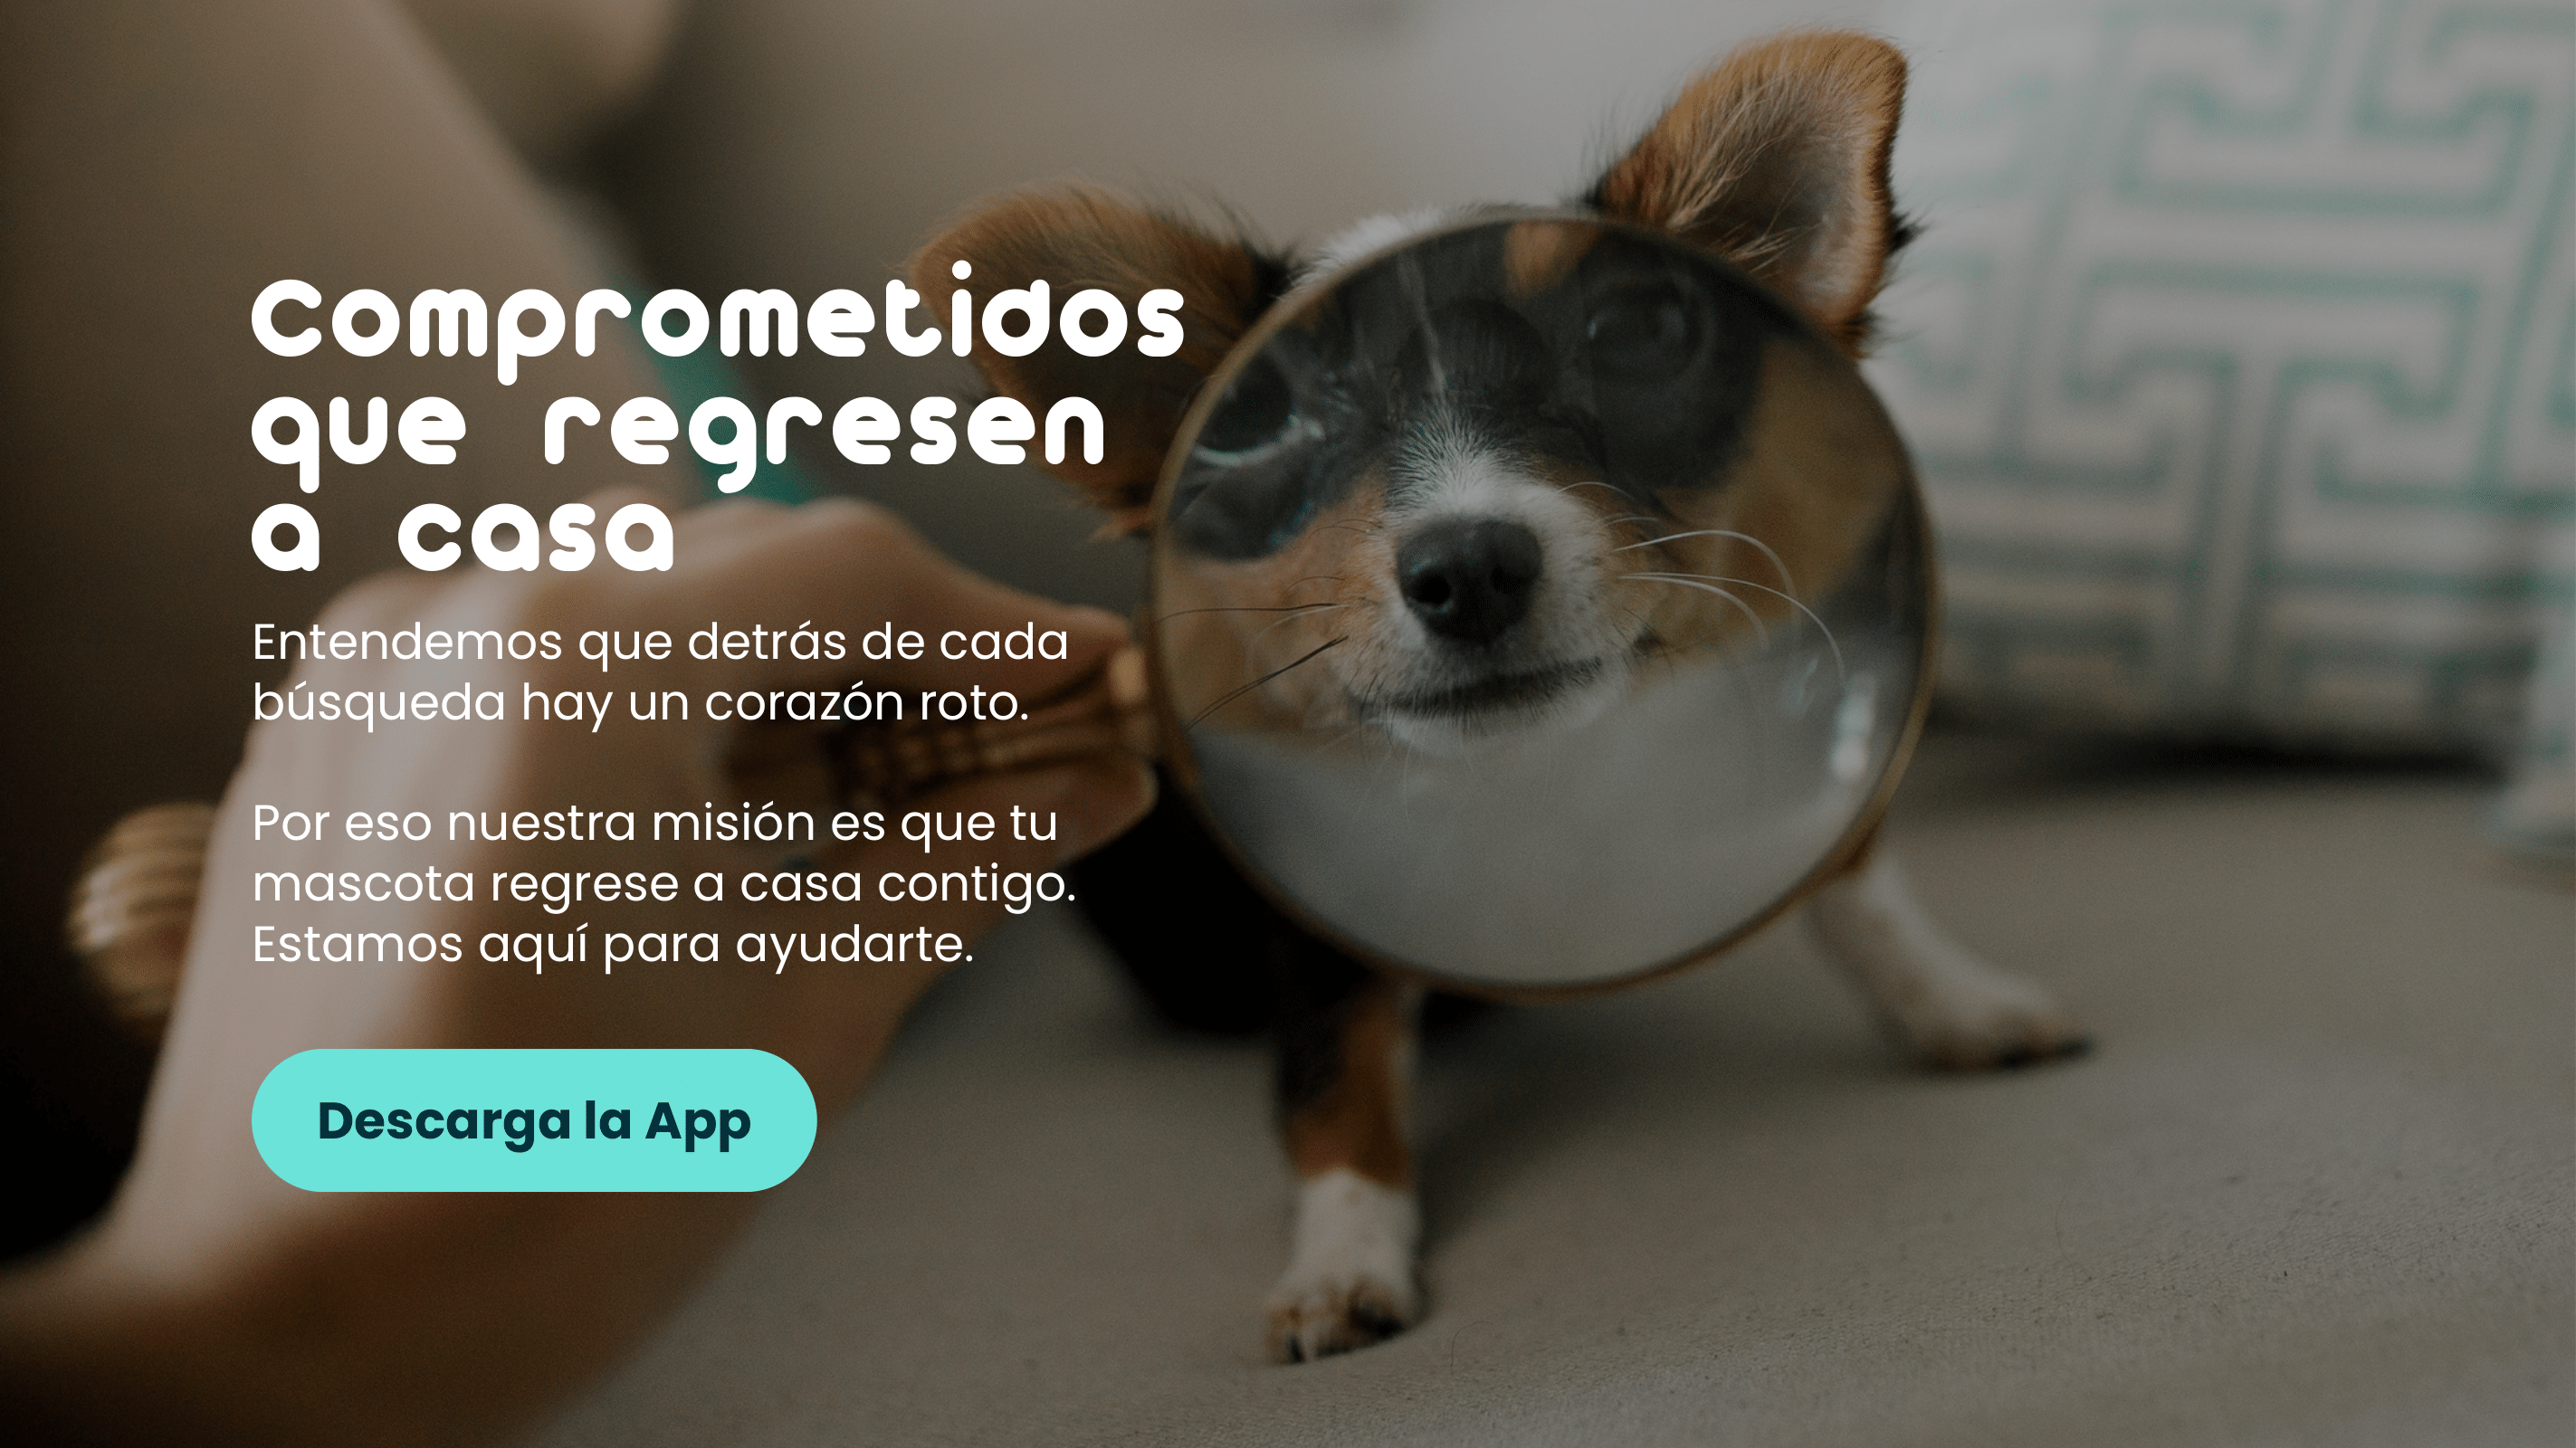 Comprometidos
que regresen
a casa
Entendemos que detrás de cada
búsqueda hay un corazón roto.
Por eso nuestra misión es que tu
mascota regrese a casa contigo.
Estamos aquí para ayudarte.
Descarga la App